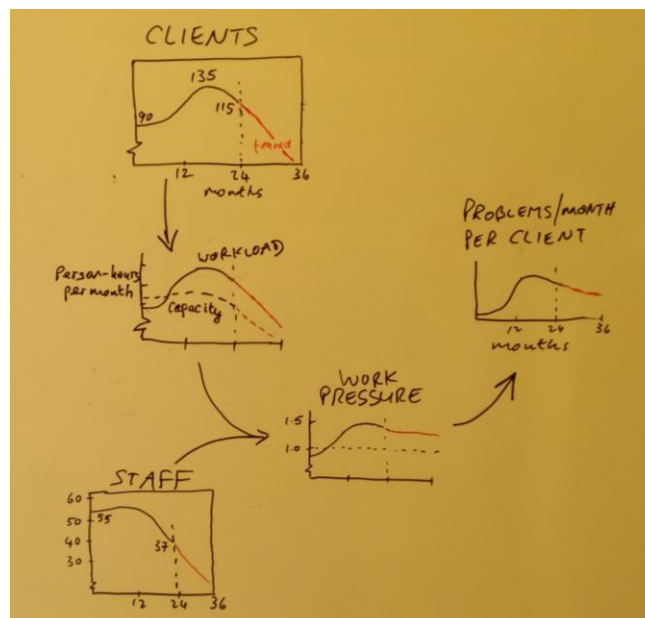 CLIENTS
135
90
115
feared
12
24
36
months
WORKLOAD
Person-hours
per month
Capacity
PROBLEMS/MONTH
PER CLIENT
12
24
36
months
WORK
PRESSURE
1.5
1.0
STAFF
60
55
50
40
37
30
12
24
36